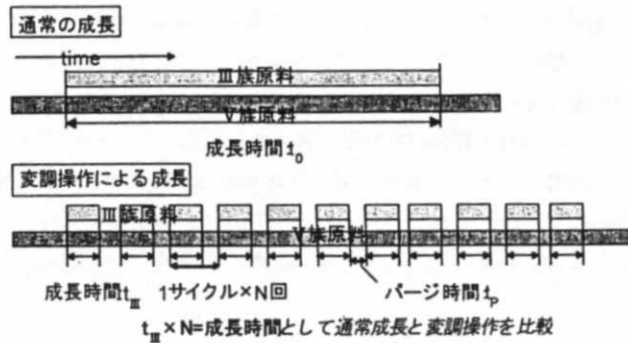 通常の成長
time
Ⅲ族原料
V族原料
成長時間t₀
変調操作による成長
Ⅲ族原料
V族原料
成長時間tⅢ 1サイクル×N回 パージ時間tP
tⅢ×N=成長時間として通常成長と変調操作を比較